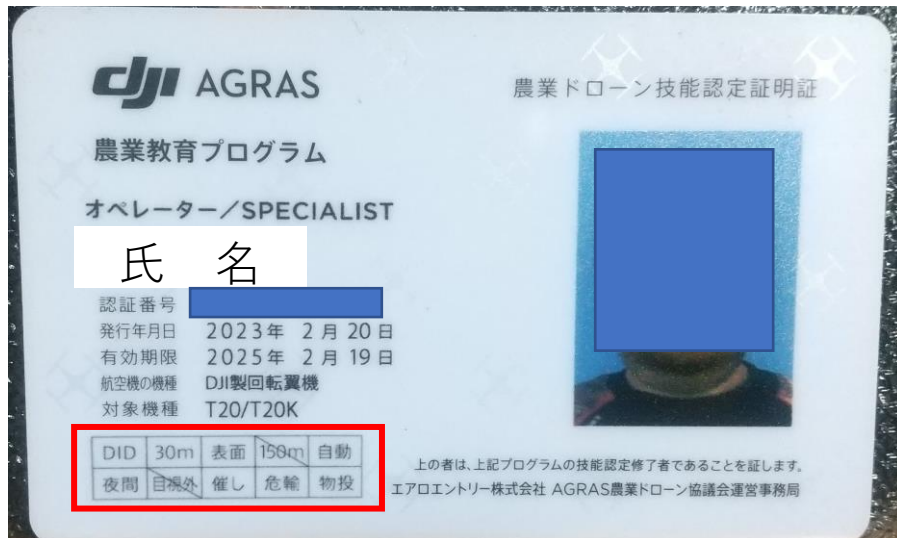 dji AGRAS
農業ドローン技能認定証明証
農業教育プログラム
オペレーター／SPECIALIST
氏 名
認証番号
発行年月日 2023年 2月 20日
有効期限 2025年 2月 19日
航空機の機種 DJI製回転翼機
対象機種 T20/T20K
DID 30m 表面 150m 自動
夜間 目視外 催し 危輸 物投
上の者は、上記プログラムの技能認定修了者であることを証します。
エアロエントリー株式会社 AGRAS農業ドローン協議会運営事務局